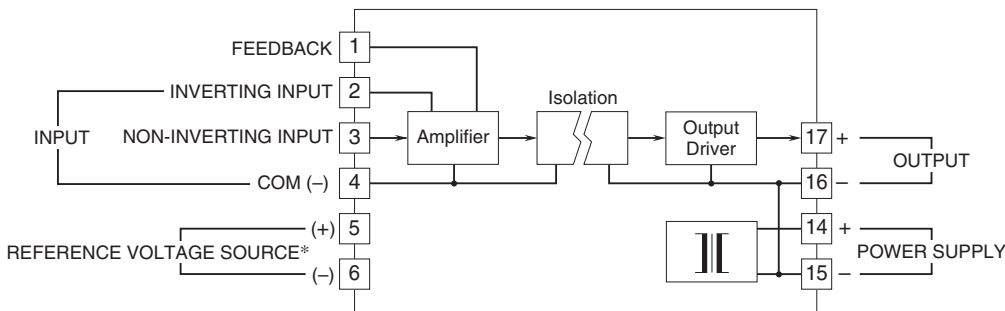 FEEDBACK 1
INVERTING INPUT 2
Isolation
INPUT
NON-INVERTING INPUT 3
Amplifier
Output
Driver
17 +
OUTPUT
COM (–) 4
16 –
(+) 5
14 +
REFERENCE VOLTAGE SOURCE*
POWER SUPPLY
(–) 6
15 –